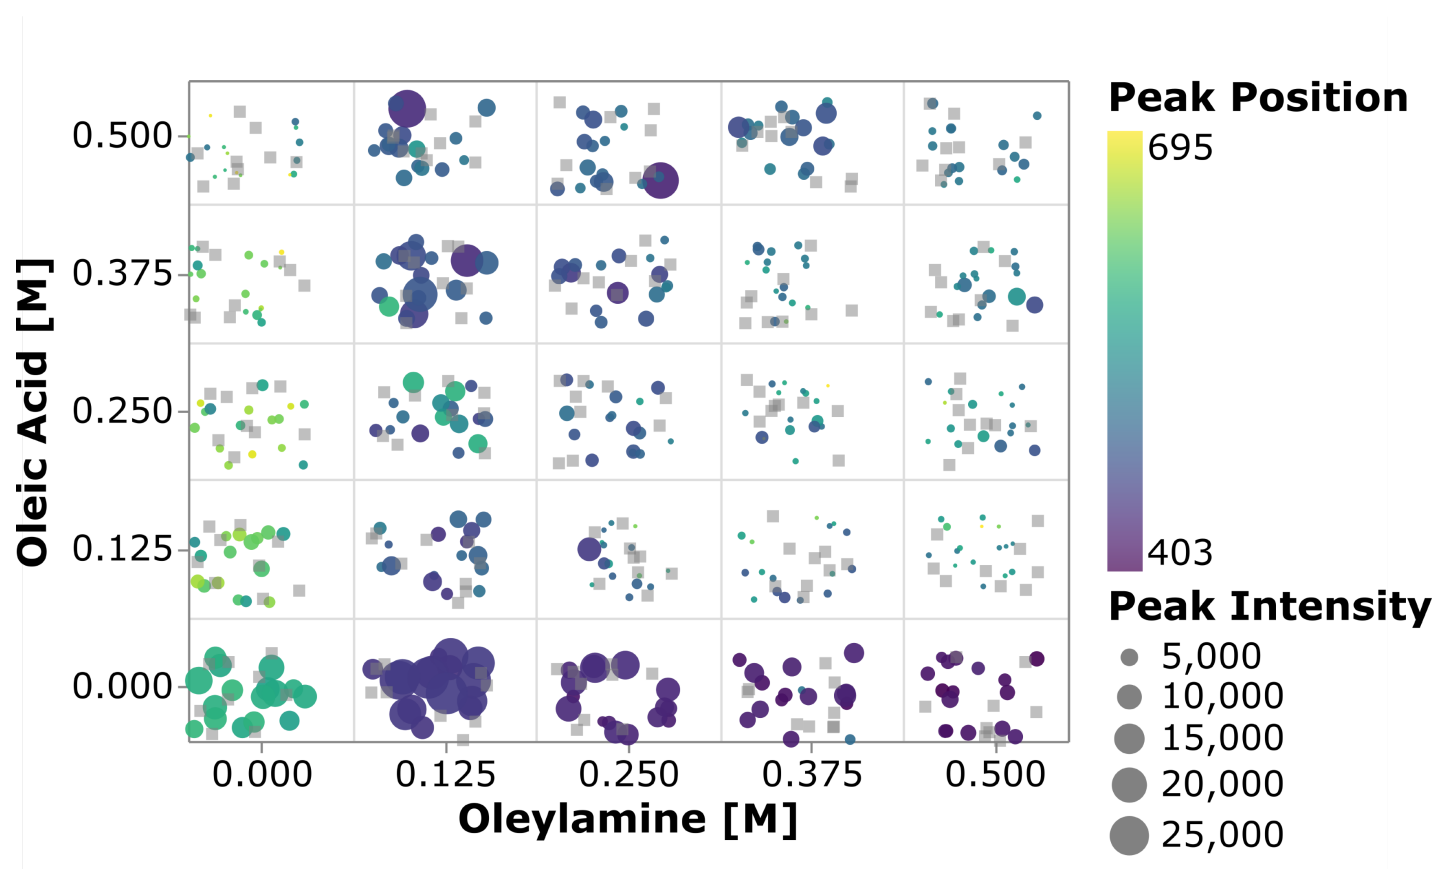 Peak Position
695
403
Peak Intensity
5,000
10,000
15,000
20,000
25,000
Oleic Acid [M]
0.500
0.375
0.250
0.125
0.000
0.000 0.125 0.250 0.375 0.500
Oleylamine [M]